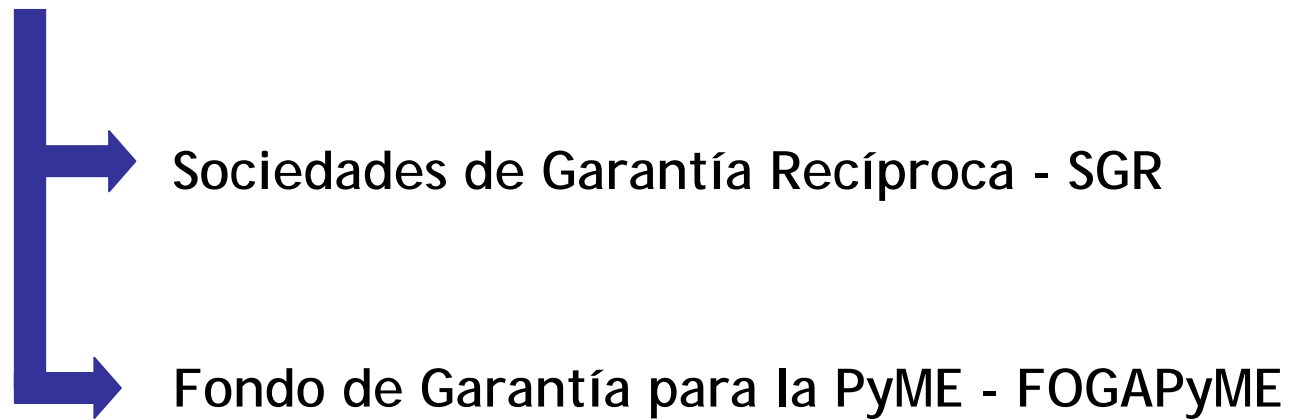 Sociedades de Garantía Recíproca - SGR
Fondo de Garantía para la PyME - FOGAPyME